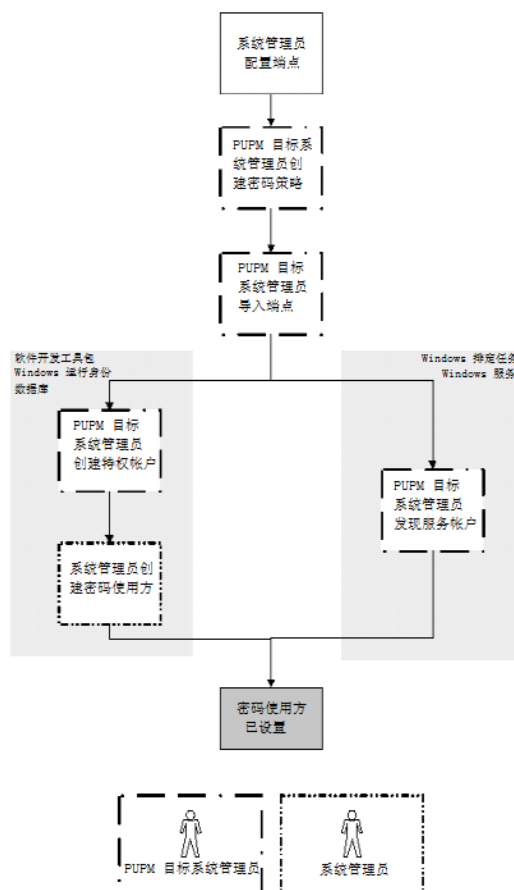 系统管理员
配置端点
PUPM 目标系
统管理员创
建密码策略
PUPM 目标
系统管理员
导入端点
软件开发工具包
Windows 运行身份
数据库
Windows 排定任务
Windows 服务
PUPM 目标
系统管理员
创建特权帐户
PUPM 目标
系统管理员
发现服务帐户
系统管理员创
建密码使用方
密码使用方
已设置
PUPM 目标系统管理员
系统管理员